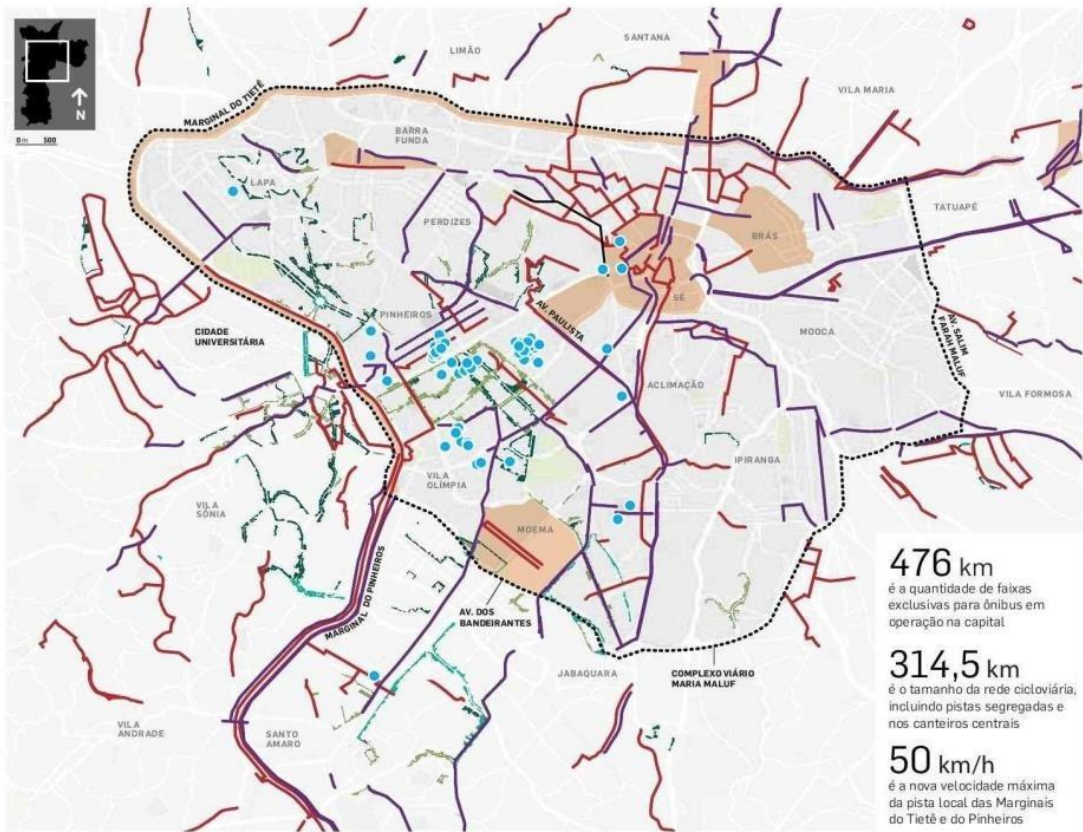 SANTANA
LIMÃO
VILA MARIA
MARGINAL DO TIETÊ
N
0 m 500
BARRA
FUNDA
LAPA
TATUAPÉ
PERDIZES
BRÁS
SÉ
PINHEIROS
AV. PAULISTA
MOOCA
CIDADE
UNIVERSITÁRIA
AV. SALIM
FARAH MALUF
ACLIMAÇÃO
VILA FORMOSA
IPIRANGA
VILA
OLÍMPIA
VILA
SÔNIA
MOEMA
MARGINAL DO PINHEIROS
AV. DOS
BANDEIRANTES
JABAQUARA
COMPLEXO VIÁRIO
MARIA MALUF
VILA
ANDRADE
SANTO
AMARO
476 km
é a quantidade de faixas
exclusivas para ônibus em
operação na capital
314,5 km
é o tamanho da rede cicloviária,
incluindo pistas segregadas e
nos canteiros centrais
50 km/h
é a nova velocidade máxima
da pista local das Marginais
do Tietê e do Pinheiros